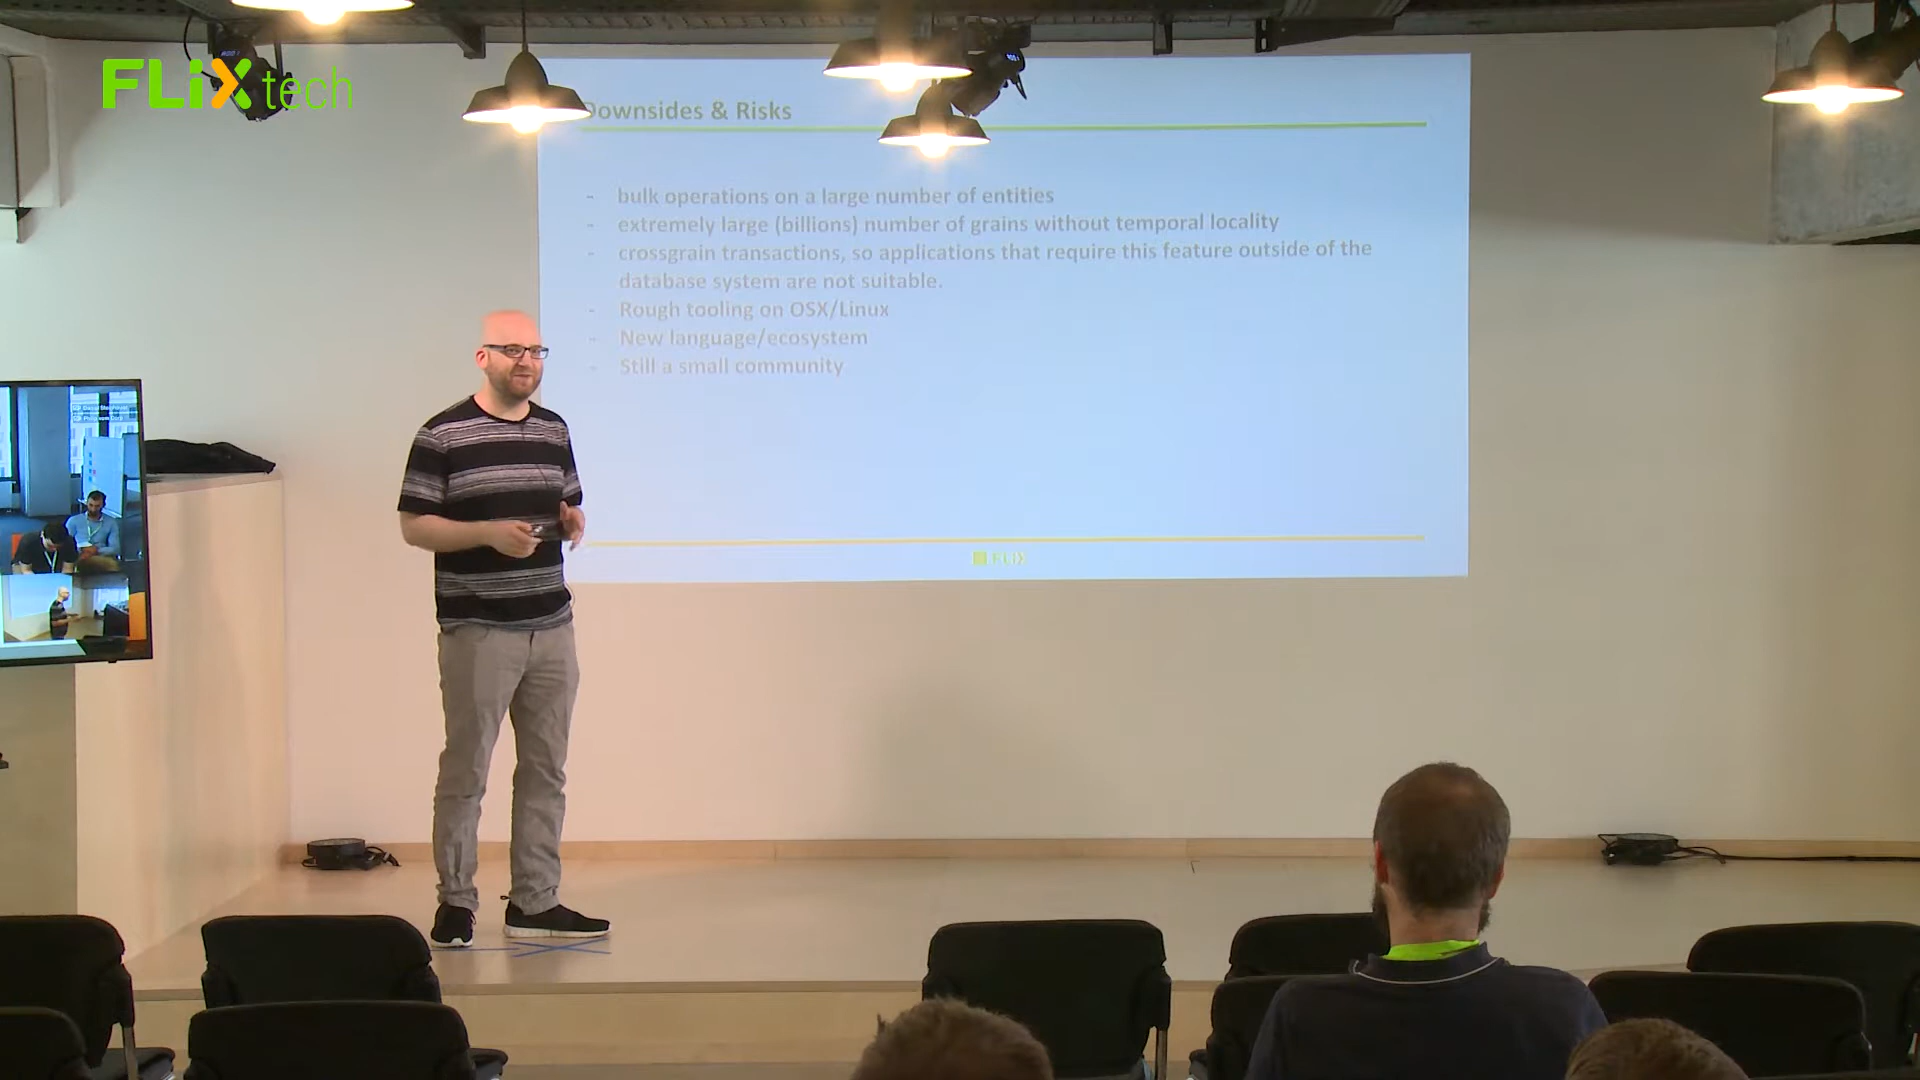 FLiX tech
Downsides & Risks
- bulk operations on a large number of entities
- extremely large (billions) number of grains without temporal locality
- crossgrain transactions, so applications that require this feature outside of the
database system are not suitable.
- Rough tooling on OSX/Linux
- New language/ecosystem
- Still a small community
FLiX